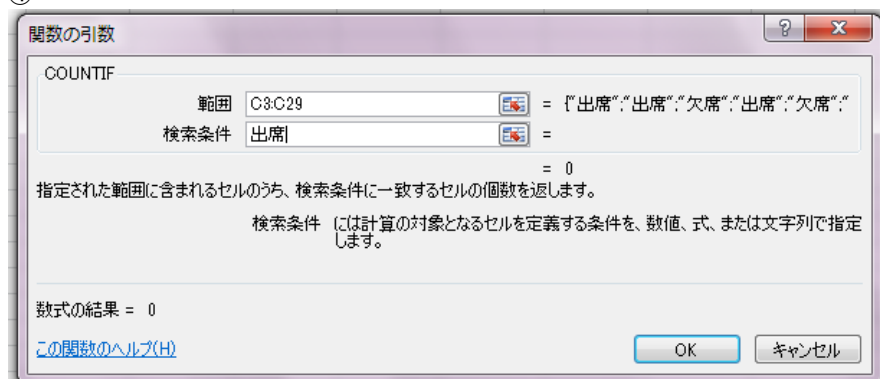 関数の引数
COUNTIF
範囲 C3:C29 = {"出席";"出席";"欠席";"出席";"欠席";"
検索条件 出席 =
= 0
指定された範囲に含まれるセルのうち、検索条件に一致するセルの個数を返します。
検索条件 には計算の対象となるセルを定義する条件を、数値、式、または文字列で指定
します。
数式の結果 = 0
この関数のヘルプ(H)
OK キャンセル